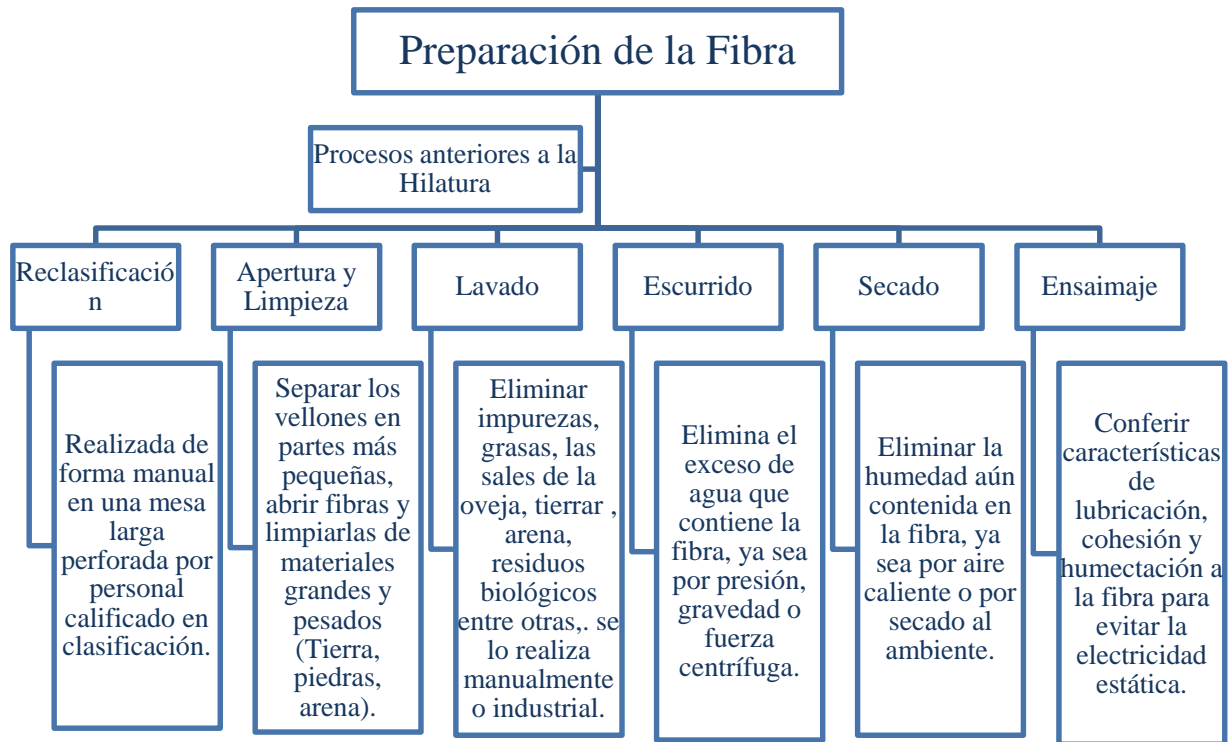 Preparación de la Fibra
Procesos anteriores a la
Hilatura
Reclasificació
n
Apertura y
Limpieza
Lavado
Escurrido
Secado
Ensaimaje
Realizada de
forma manual
en una mesa
larga
perforada por
personal
calificado en
clasificación.
Separar los
vellones en
partes más
pequeñas,
abrir fibras y
limpiarlas de
materiales
grandes y
pesados
(Tierra,
piedras,
arena).
Eliminar
impurezas,
grasas, las
sales de la
oveja, tierrar ,
arena,
residuos
biológicos
entre otras,. se
lo realiza
manualmente
o industrial.
Elimina el
exceso de
agua que
contiene la
fibra, ya sea
por presión,
gravedad o
fuerza
centrífuga.
Eliminar la
humedad aún
contenida en
la fibra, ya
sea por aire
caliente o por
secado al
ambiente.
Conferir
características
de
lubricación,
cohesión y
humectación a
la fibra para
evitar la
electricidad
estática.